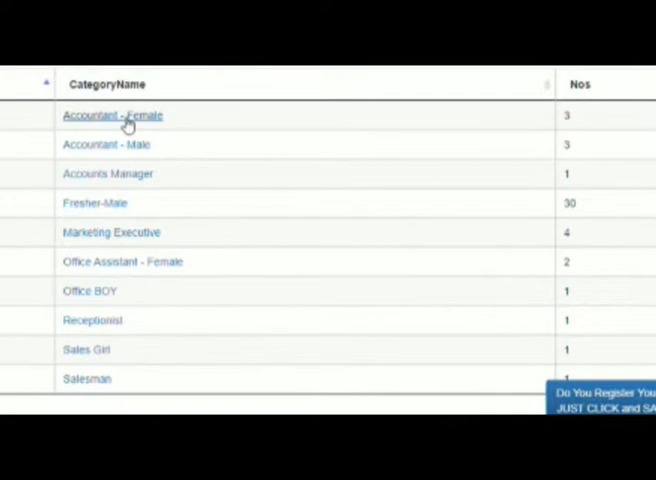 CategoryName Nos
Accountant - Female 3
Accountant - Male 3
Accounts Manager 1
Fresher-Male 30
Marketing Executive 4
Office Assistant - Female 2
Office BOY 1
Receptionist 1
Sales Girl 1
Salesman 1
Do You Register You
JUST CLICK and SA